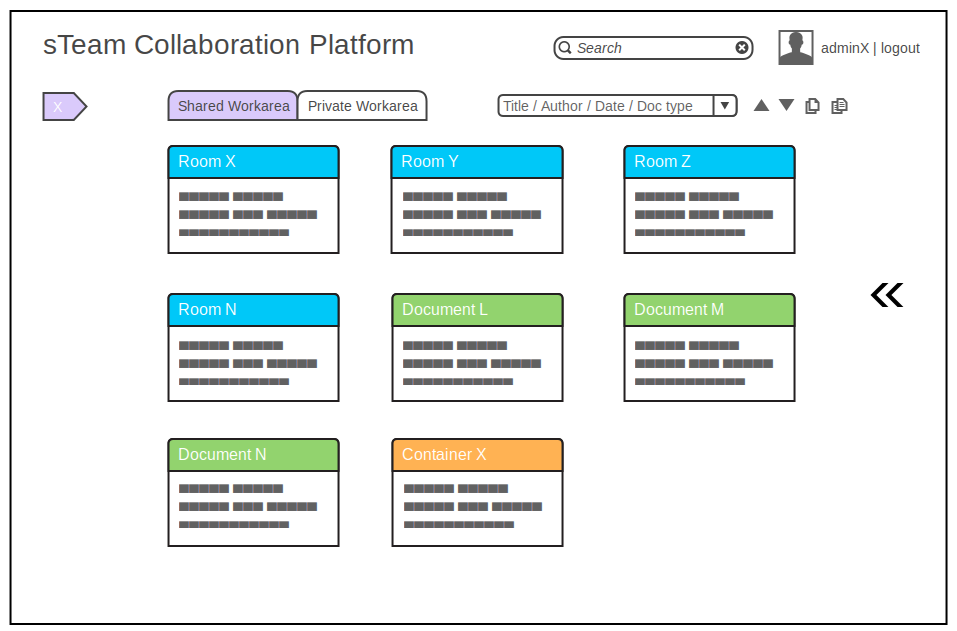 sTeam Collaboration Platform
Search
adminX | logout
X
Shared Workarea
Private Workarea
Title / Author / Date / Doc type
Room X
Room Y
Room Z
Room N
Document L
Document M
Document N
Container X